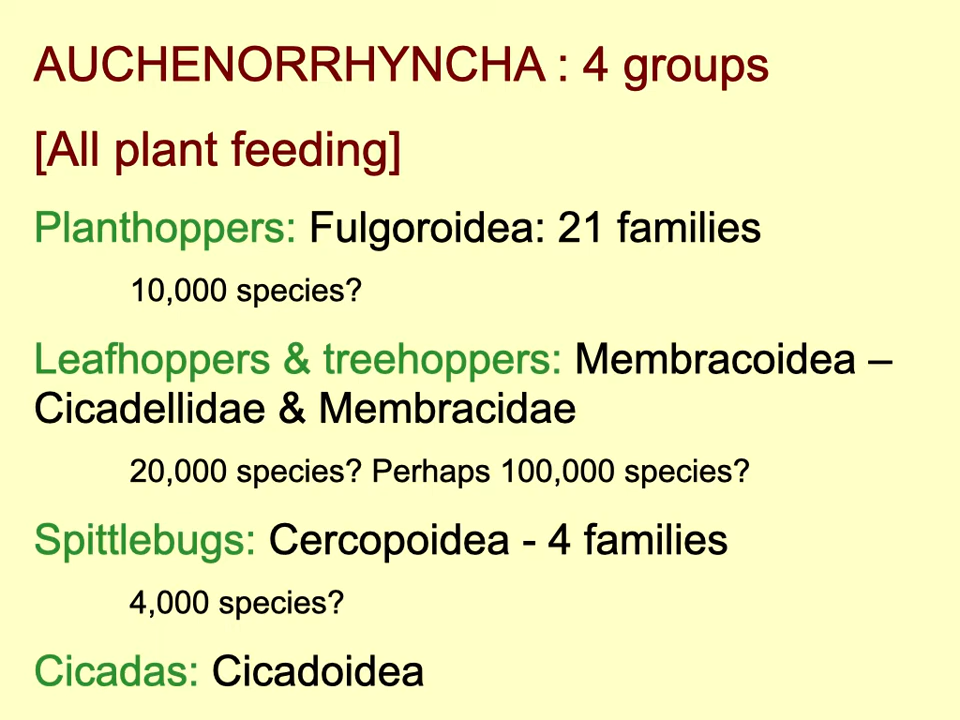 AUCHENORRHYNCHA : 4 groups
[All plant feeding]
Planthoppers: Fulgoroidea: 21 families
10,000 species?
Leafhoppers & treehoppers: Membracoidea –
Cicadellidae & Membracidae
20,000 species? Perhaps 100,000 species?
Spittlebugs: Cercopoidea - 4 families
4,000 species?
Cicadas: Cicadoidea